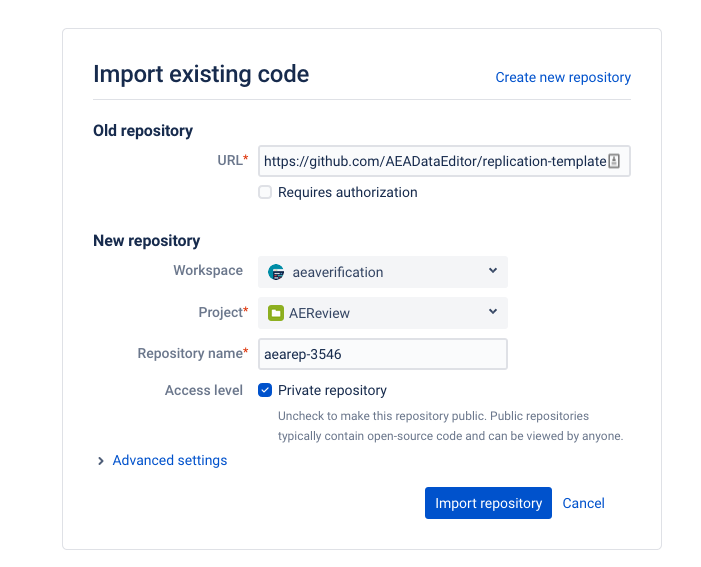 Import existing code
Create new repository
Old repository
URL*
https://github.com/AEADataEditor/replication-template
Requires authorization
New repository
Workspace
aeaverification
Project*
AEReview
Repository name*
aearep-3546
Access level
Private repository
Uncheck to make this repository public. Public repositories
typically contain open-source code and can be viewed by anyone.
Advanced settings
Import repository
Cancel